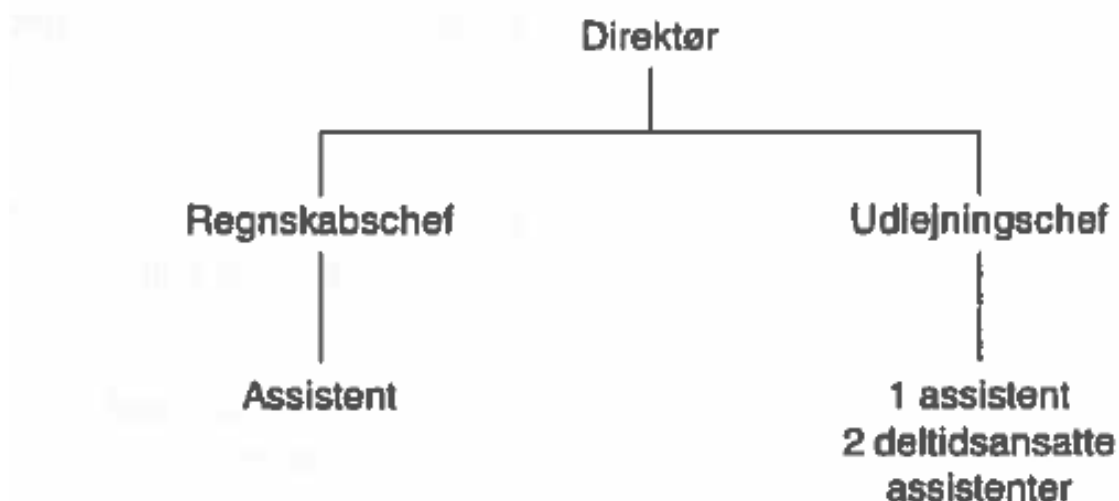 Direktør
Regnskabschef
Udlejningschef
Assistent
1 assistent
2 deltidsansatte
assistenter